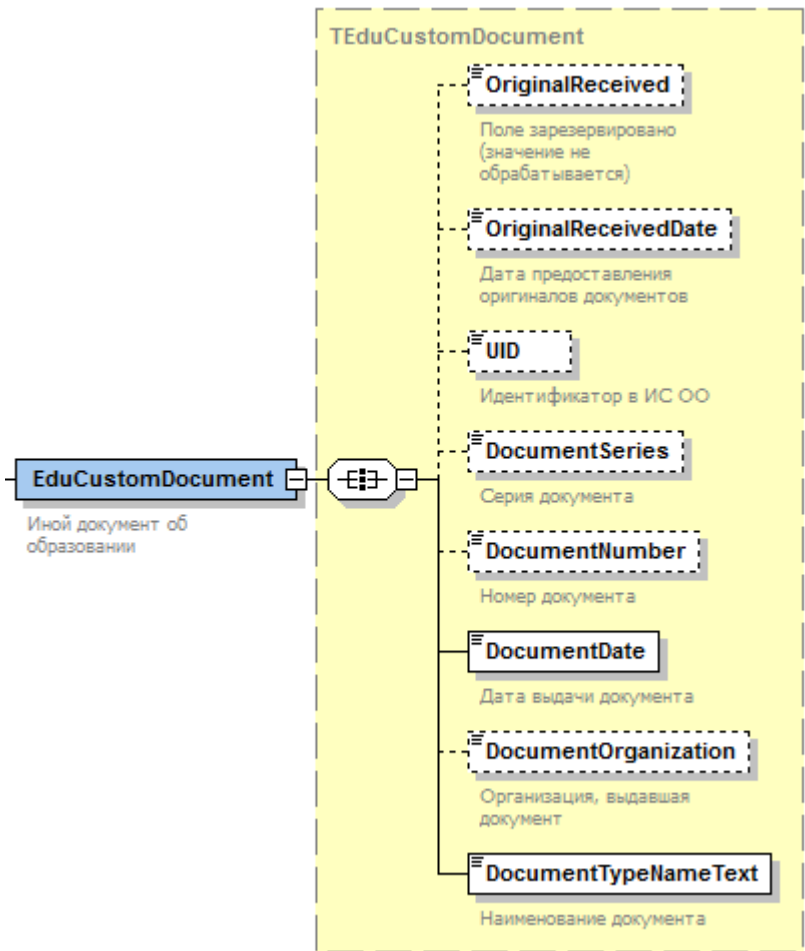 TEduCustomDocument
OriginalReceived
Поле зарезервировано
(значение не
обрабатывается)
OriginalReceivedDate
Дата предоставления
оригиналов документов
UID
Идентификатор в ИС ОО
DocumentSeries
Серия документа
EduCustomDocument
Иной документ об
образовании
DocumentNumber
Номер документа
DocumentDate
Дата выдачи документа
DocumentOrganization
Организация, выдавшая
документ
DocumentTypeNameText
Наименование документа